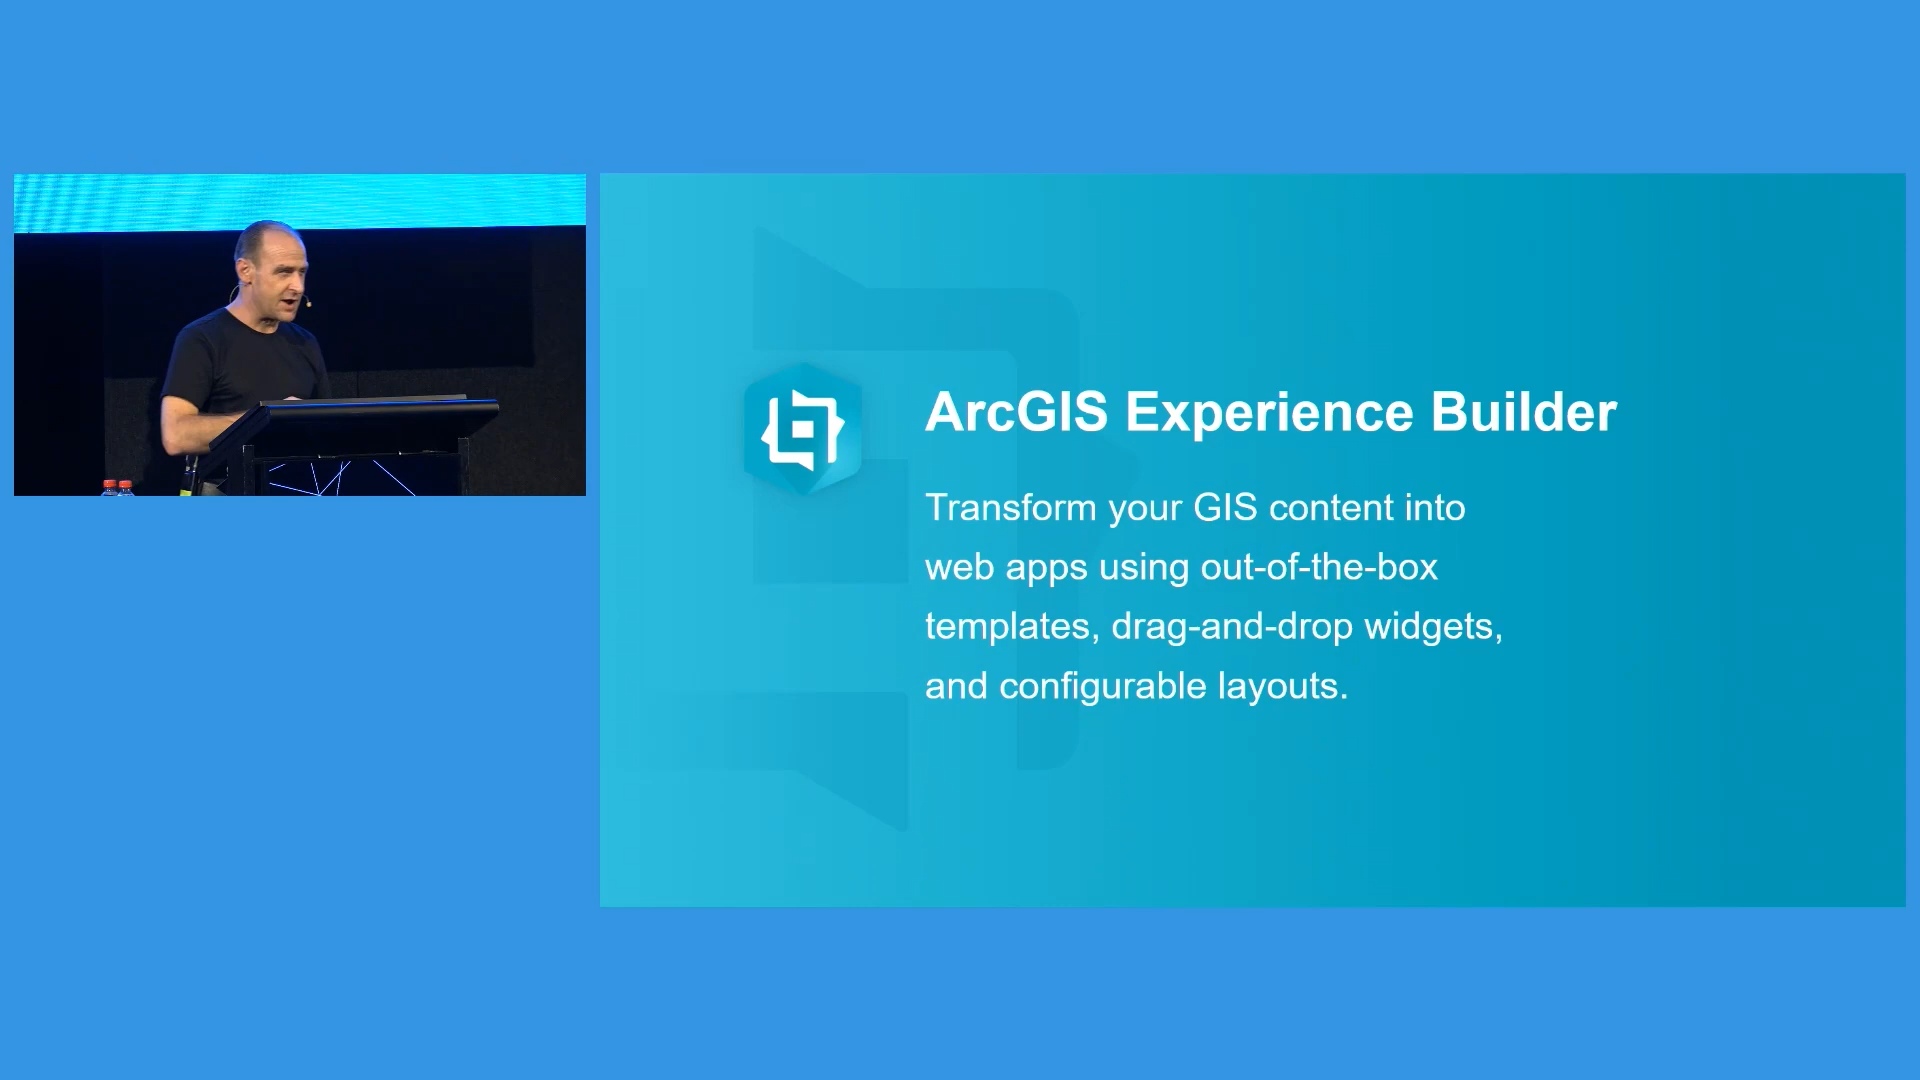 ArcGIS Experience Builder
Transform your GIS content into
web apps using out-of-the-box
templates, drag-and-drop widgets,
and configurable layouts.